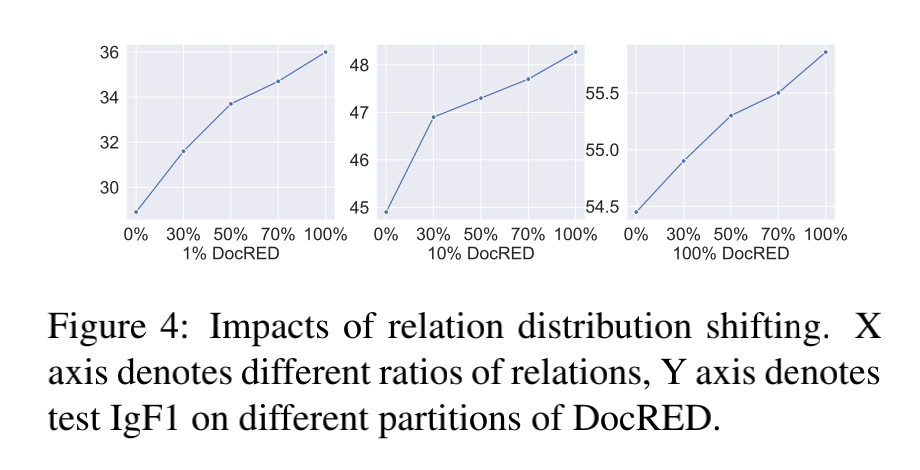 36
34
32
30
0% 30% 50% 70% 100%
1% DocRED
48
47
46
45
0% 30% 50% 70% 100%
10% DocRED
55.5
55.0
54.5
0% 30% 50% 70% 100%
100% DocRED
Figure 4: Impacts of relation distribution shifting. X
axis denotes different ratios of relations, Y axis denotes
test IgF1 on different partitions of DocRED.